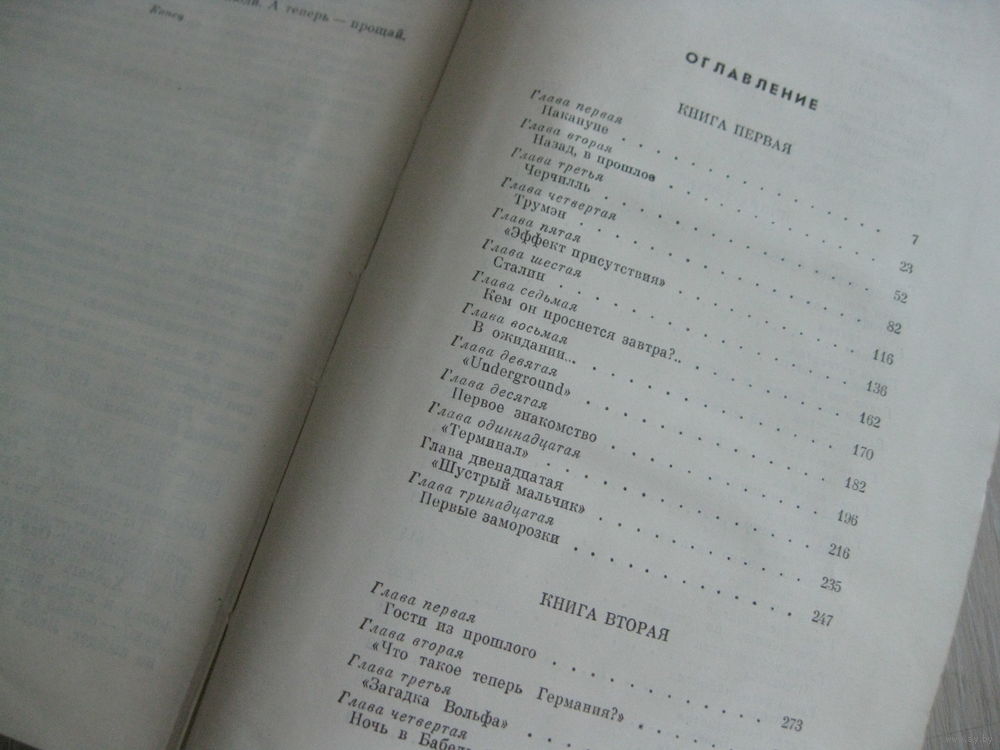 А теперь — прощай.
Конец
ОГЛАВЛЕНИЕ
КНИГА ПЕРВАЯ
Глава первая
Накануне . . . . . . . . . . . . 7
Глава вторая
Назад, в прошлое . . . . . . . . . . . . 23
Глава третья
Черчилль . . . . . . . . . . . . 52
Глава четвертая
Трумэн . . . . . . . . . . . . 82
Глава пятая
«Эффект присутствия» . . . . . . . . . . . . 116
Глава шестая
Сталин . . . . . . . . . . . . 136
Глава седьмая
Кем он проснется завтра?.. . . . . . . . . . . . 162
Глава восьмая
В ожидании... . . . . . . . . . . . . 170
Глава девятая
«Underground» . . . . . . . . . . . . 182
Глава десятая
Первое знакомство . . . . . . . . . . . . 196
Глава одиннадцатая
«Терминал» . . . . . . . . . . . . 216
Глава двенадцатая
«Шустрый мальчик» . . . . . . . . . . . . 235
Глава тринадцатая
Первые заморозки . . . . . . . . . . . . 247
КНИГА ВТОРАЯ
Глава первая
Гости из прошлого . . . . . . . . . . . . 273
Глава вторая
«Что такое теперь Германия?» . . . . . .
Глава третья
«Загадка Вольфа» . . . . . .
Глава четвертая
Ночь в